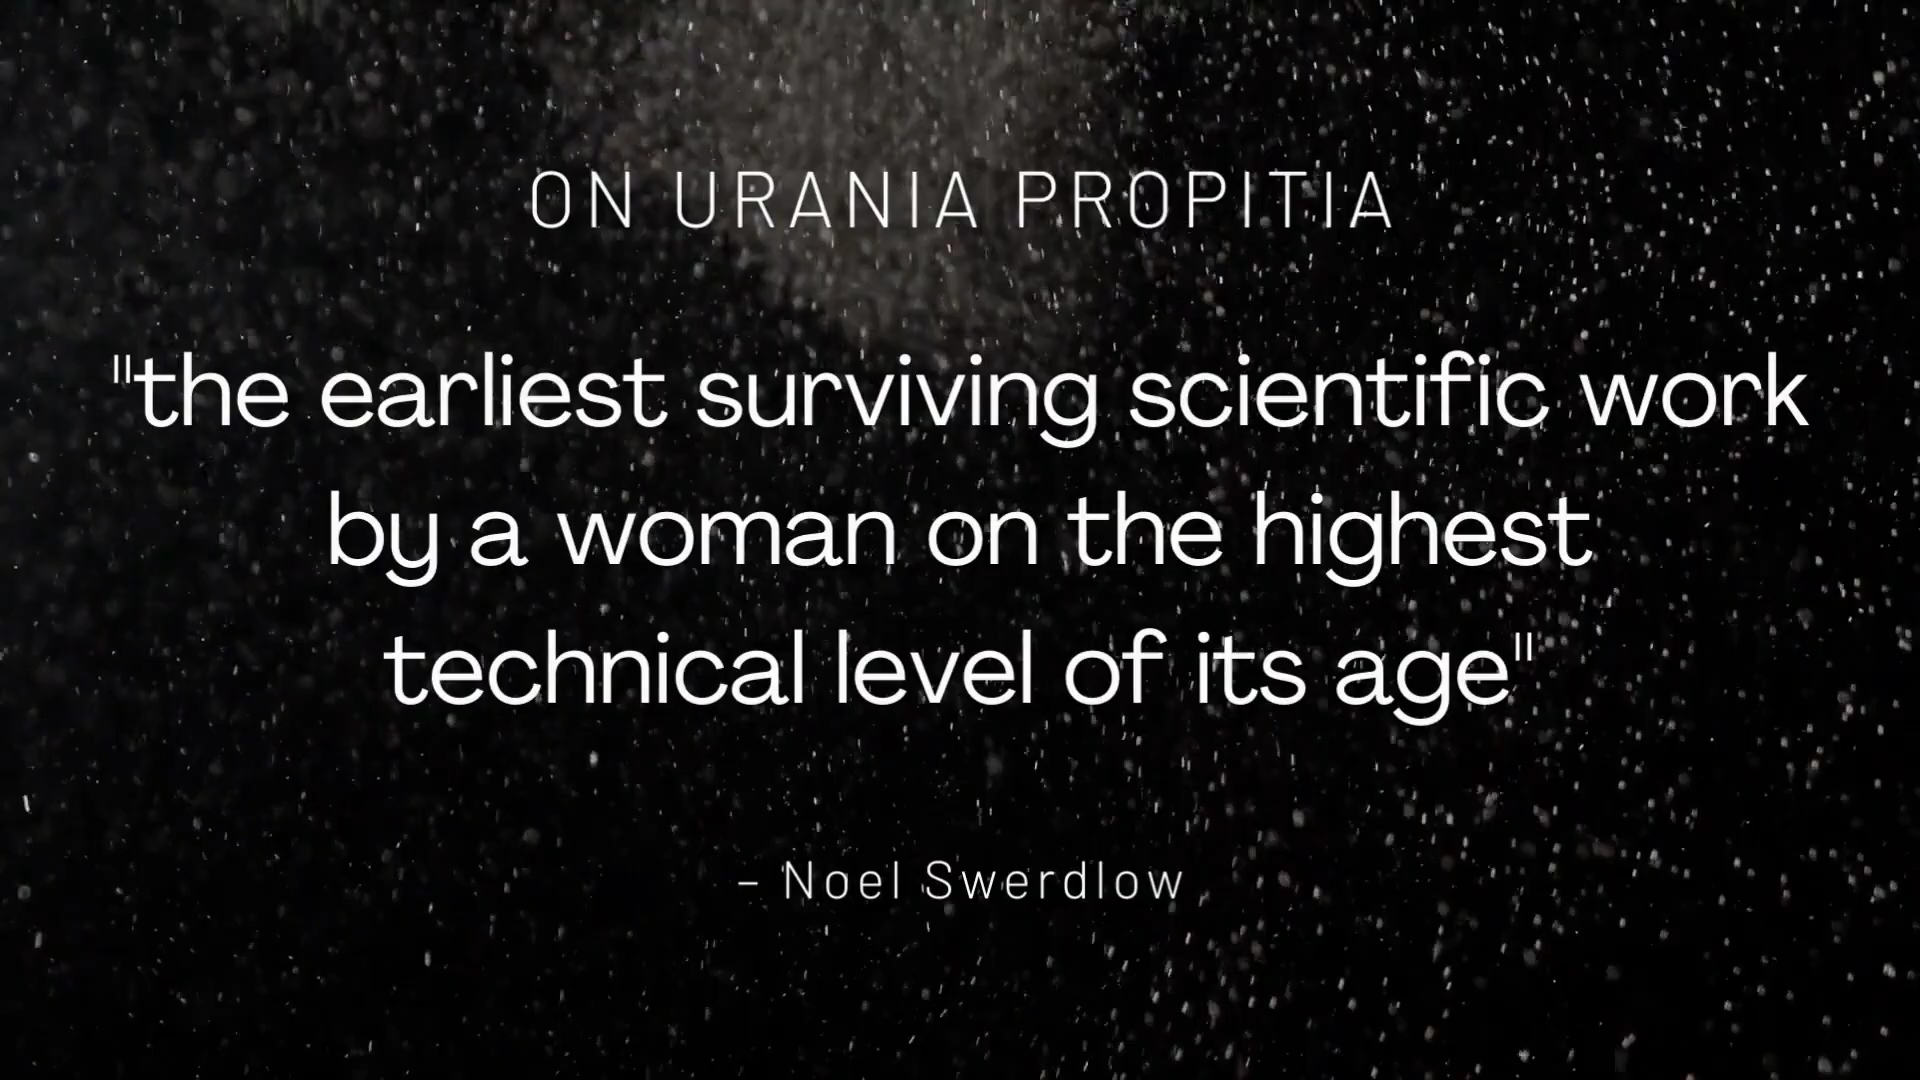 ON URANIA PROPITIA
"the earliest surviving scientific work
by a woman on the highest
technical level of its age"
– Noel Swerdlow